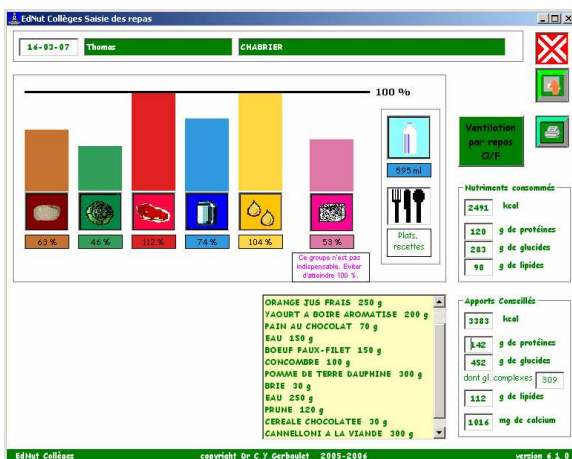 EdNut Collèges Saisie des repas
16-03-07 Thomas CHABRIER
100 %
595 ml
Plats, recettes
63 % 46 % 112 % 74 % 104 % 53 %
Ce groupe n'est pas
indispensable. Eviter
d'atteindre 100 %.
Ventilation
par repas
O/F
Nutriments consommés
2491 kcal
120 g de protéines
283 g de glucides
98 g de lipides
ORANGE JUS FRAIS 250 g
YAOURT A BOIRE AROMATISE 200 g
PAIN AU CHOCOLAT 70 g
EAU 150 g
BOEUF FAUX-FILET 150 g
CONCOMBRE 100 g
POMME DE TERRE DAUPHINE 300 g
BRIE 30 g
EAU 250 g
PRUNE 120 g
CEREALE CHOCOLATEE 30 g
CANNELLONI A LA VIANDE 300 g
Apports Conseillés
3383 kcal
142 g de protéines
452 g de glucides
dont gl. complexes 309
112 g de lipides
1016 mg de calcium
EdNut Collèges copyright Dr C Y Gerboulet 2005-2006 version 6 1 0